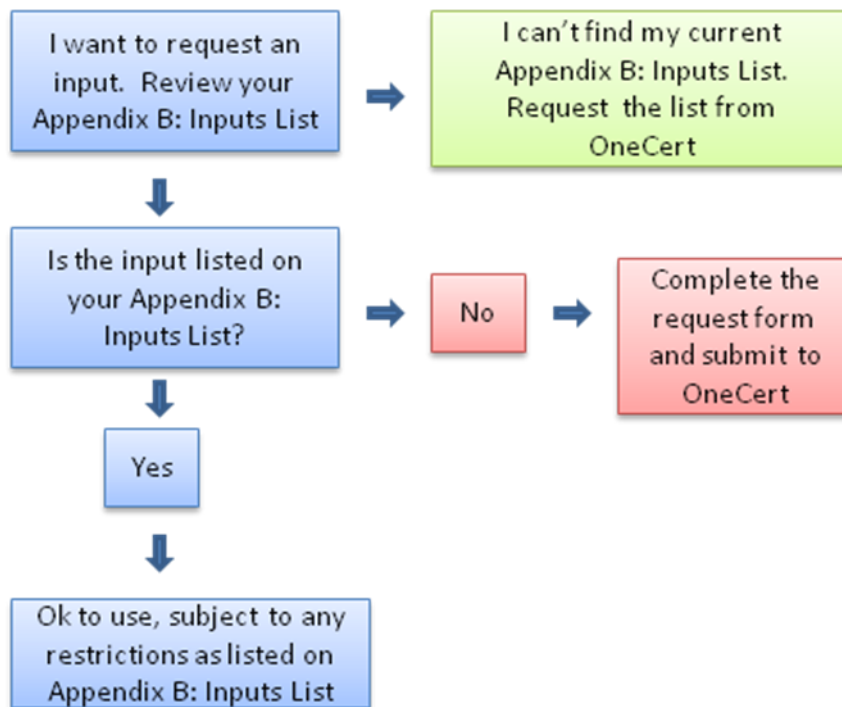 I want to request an
input.  Review your
Appendix B: Inputs List
I can't find my current
Appendix B: Inputs List.
Request  the list from
OneCert
Is the input listed on
your Appendix B:
Inputs List?
No
Complete the
request form
and submit to
OneCert
Yes
Ok to use, subject to any
restrictions as listed on
Appendix B: Inputs List